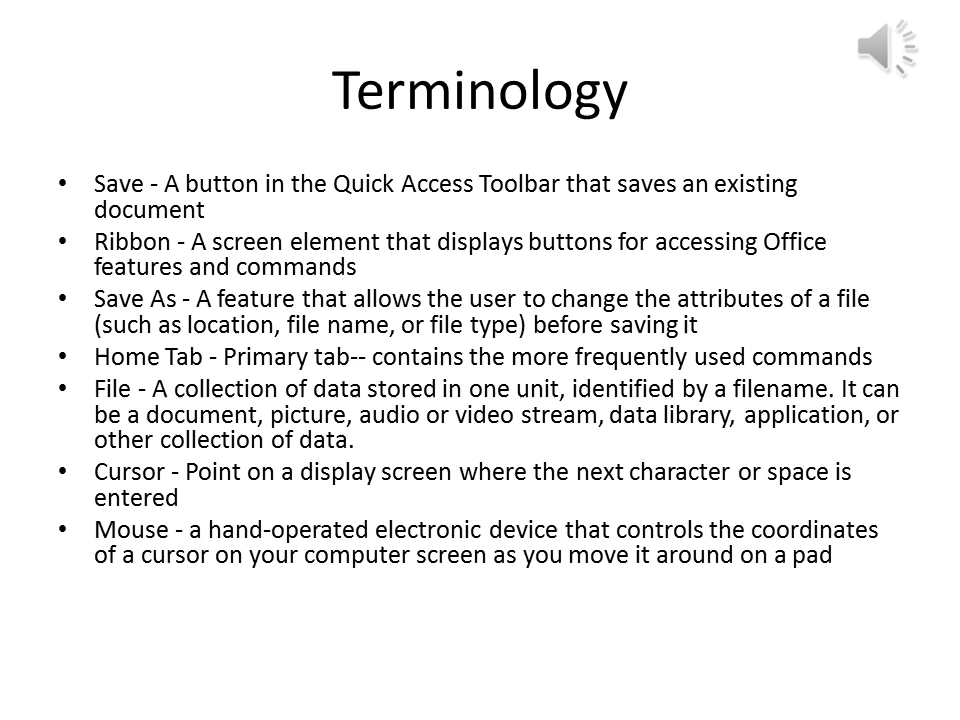 Terminology
• Save - A button in the Quick Access Toolbar that saves an existing
document
• Ribbon - A screen element that displays buttons for accessing Office
features and commands
• Save As - A feature that allows the user to change the attributes of a file
(such as location, file name, or file type) before saving it
• Home Tab - Primary tab-- contains the more frequently used commands
• File - A collection of data stored in one unit, identified by a filename. It can
be a document, picture, audio or video stream, data library, application, or
other collection of data.
• Cursor - Point on a display screen where the next character or space is
entered
• Mouse - a hand-operated electronic device that controls the coordinates
of a cursor on your computer screen as you move it around on a pad